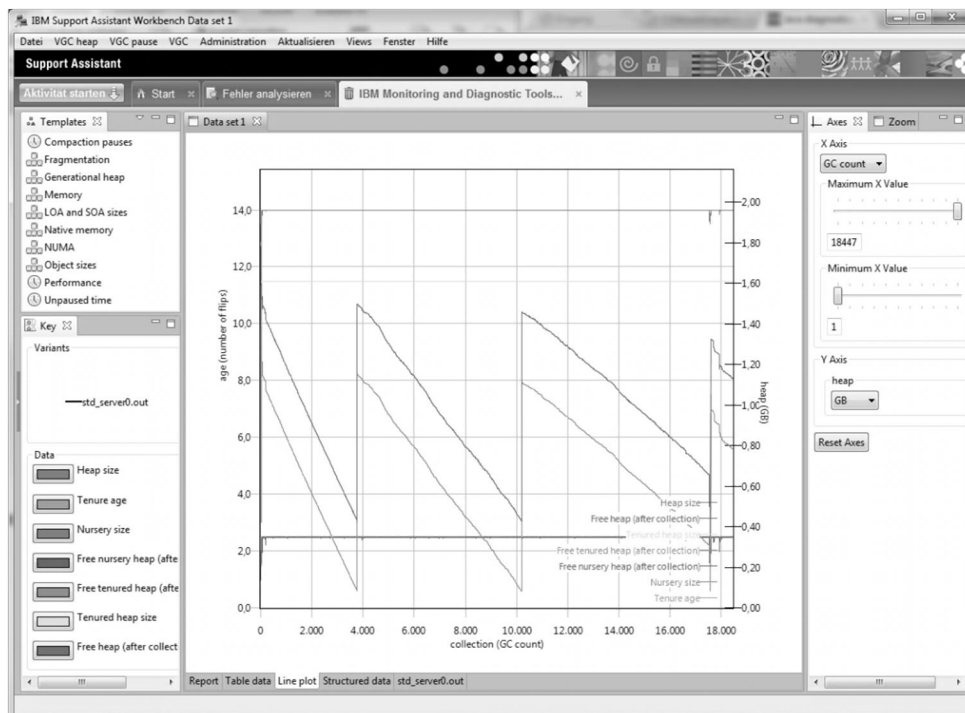 IBM Support Assistant Workbench Data set 1
Datei VGC heap VGC pause VGC Administration Aktualisieren Views Fenster Hilfe
Support Assistant
Aktivitat starten Start Fehler analysieren IBM Monitoring and Diagnostic Tools...
Templates
Compaction pauses
Fragmentation
Generational heap
Memory
LOA and SOA sizes
Native memory
NUMA
Object sizes
Performance
Unpaused time
Key
Variants
std_server0.out
Data
Heap size
Tenure age
Nursery size
Free nursery heap (afte
Free tenured heap (afte
Tenured heap size
Free heap (after collect
Data set 1
age (number of flips)
14,0
12,0
10,0
8,0
6,0
4,0
2,0
0,0
2,00
1,80
1,60
1,40
1,20
1,00
0,80
0,60
0,40
0,20
0,00
heap (GB)
Heap size
Free heap (after collection)
Tenured heap size
Free tenured heap (after collection)
Free nursery heap (after collection)
Nursery size
Tenure age
0 2.000 4.000 6.000 8.000 10.000 12.000 14.000 16.000 18.000
collection (GC count)
Report Table data Line plot Structured data std_server0.out
Axes Zoom
X Axis
GC count
Maximum X Value
18447
Minimum X Value
1
Y Axis
heap
GB
Reset Axes